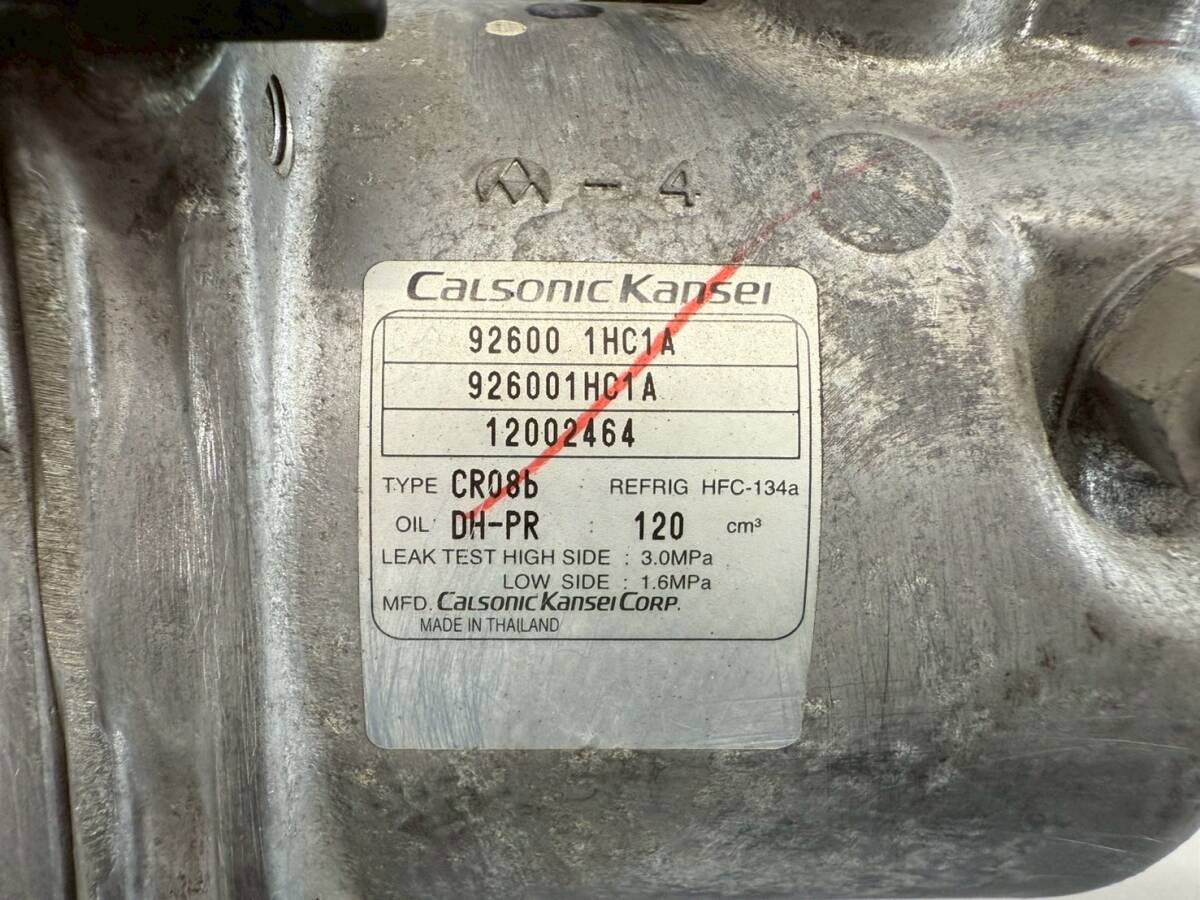 - 4
Calsonic Kansei
92600 1HC1A
926001HC1A
12002464
TYPE CR08b REFRIG HFC-134a
OIL DH-PR : 120 cm³
LEAK TEST HIGH SIDE : 3.0MPa
LOW SIDE : 1.6MPa
MFD. Calsonic Kansei Corp.
MADE IN THAILAND